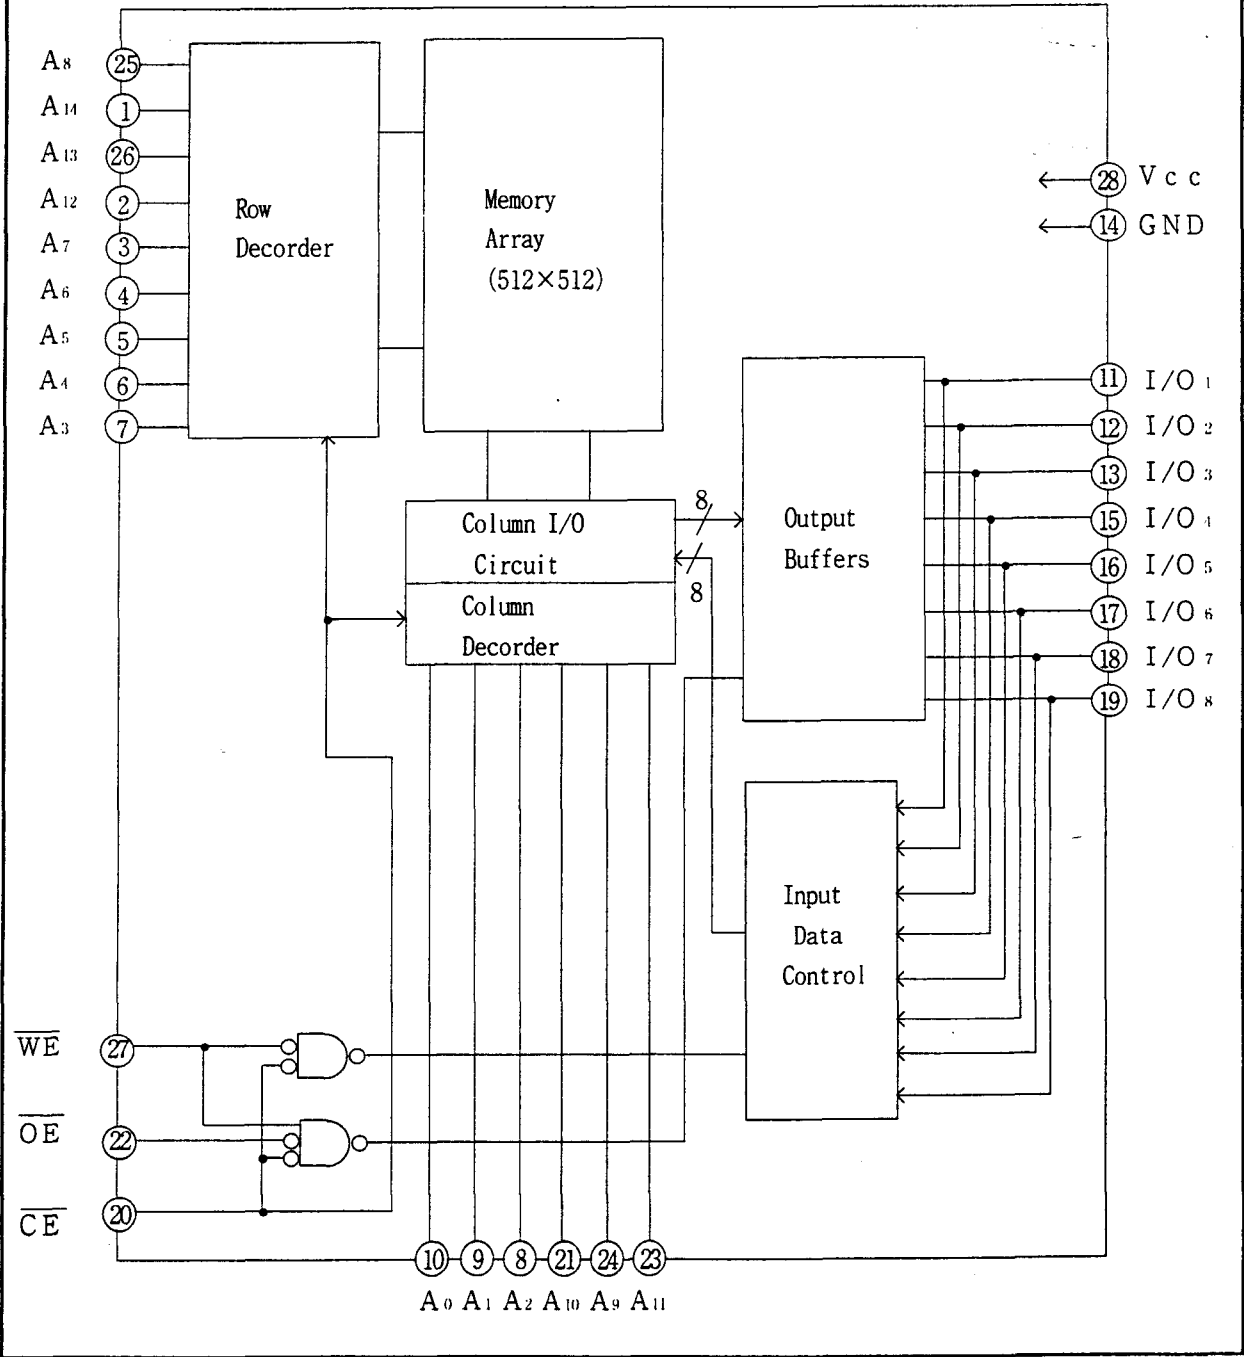 A8 25
A14 1
A13 26
A12 2
A7 3
A6 4
A5 5
A4 6
A3 7
Row
Decorder
Memory
Array
(512×512)
28 Vcc
14 GND
Column I/O
Circuit
Column
Decorder
8
8
Output
Buffers
11 I/O1
12 I/O2
13 I/O3
15 I/O4
16 I/O5
17 I/O6
18 I/O7
19 I/O8
Input
Data
Control
W̅E̅ 27
O̅E̅ 22
C̅E̅ 20
10 9 8 21 24 23
A0 A1 A2 A10 A9 A11